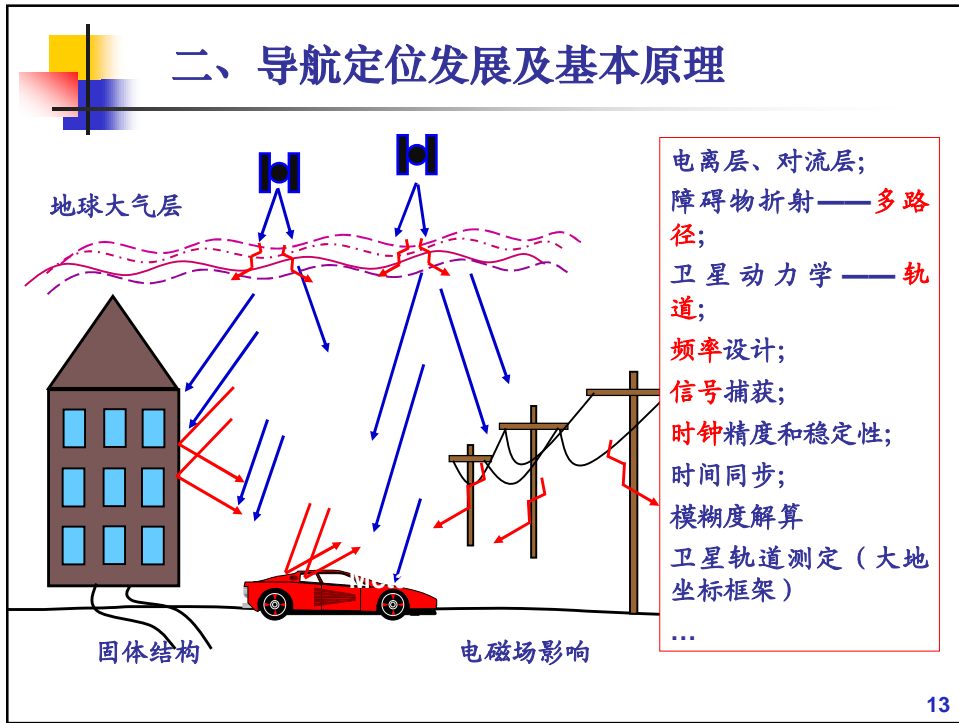 二、导航定位发展及基本原理
地球大气层
电离层、对流层;
障碍物折射——多路
径;
卫星动力学——轨
道;
频率设计;
信号捕获;
时钟精度和稳定性;
时间同步;
模糊度解算
卫星轨道测定（大地
坐标框架）
…
固体结构
电磁场影响
13